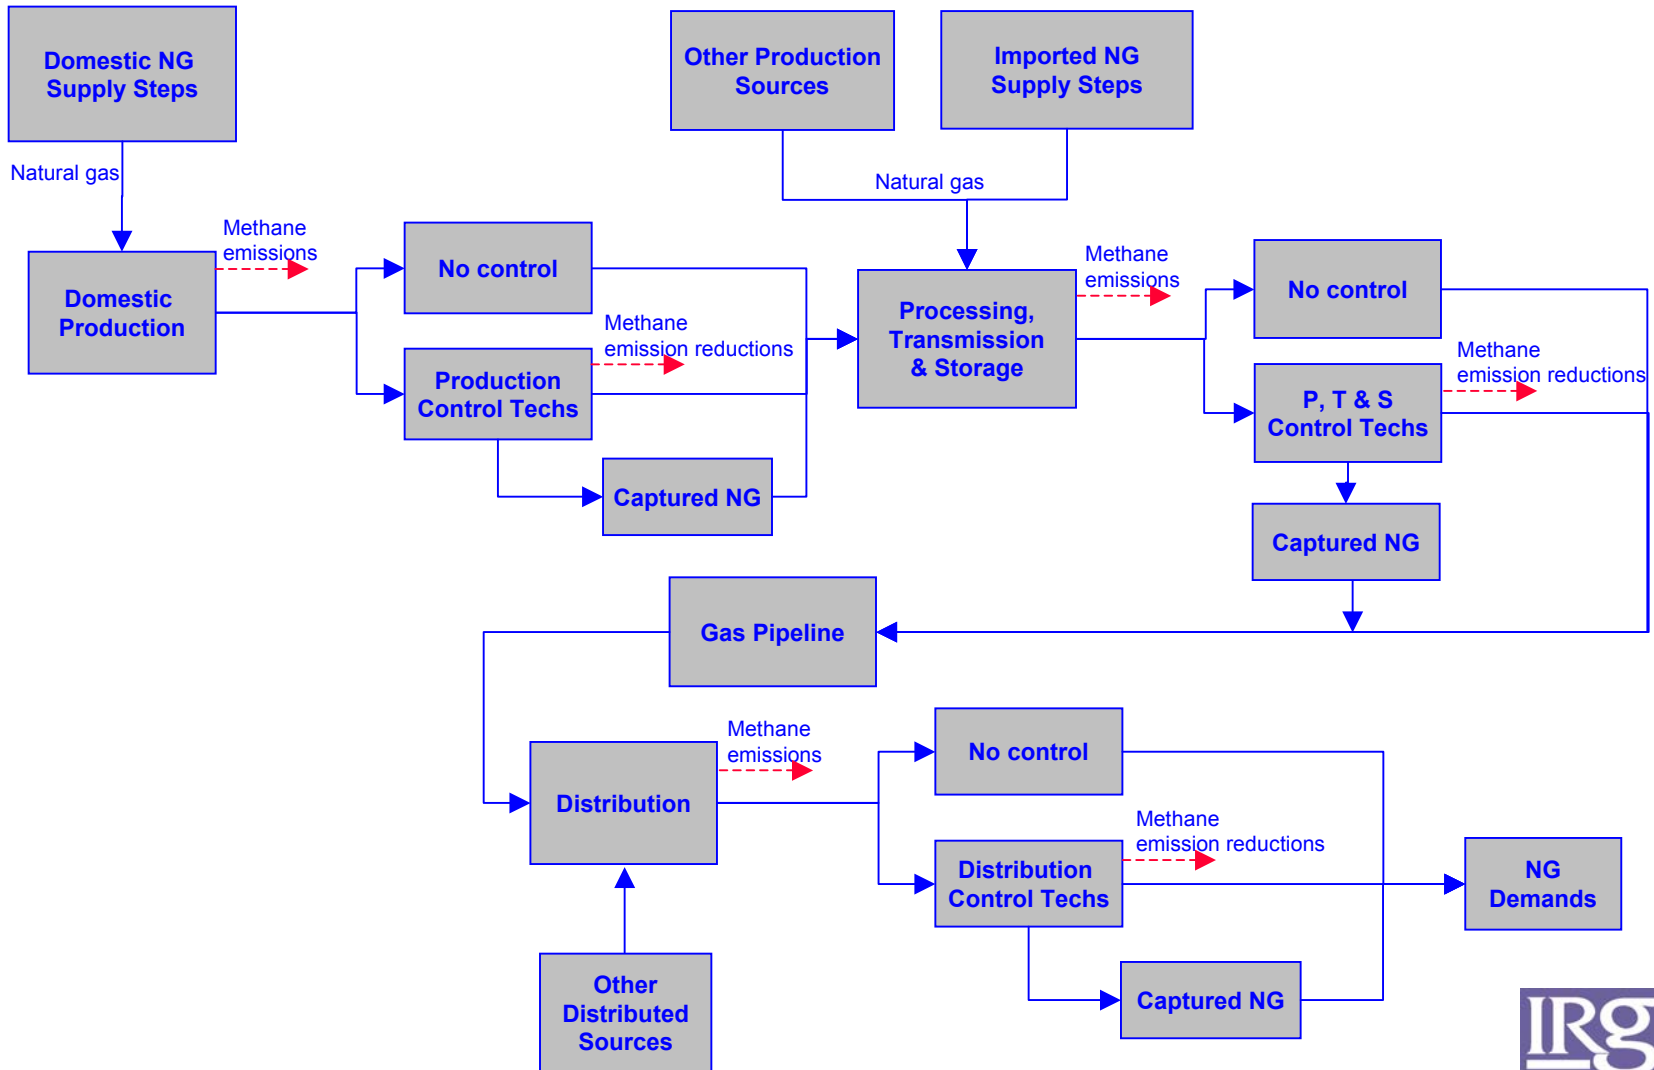 Domestic NG
Supply Steps
Other Production
Sources
Imported NG
Supply Steps
Natural gas
Natural gas
Methane
emissions
No control
Domestic
Production
Methane
emission reductions
Production
Control Techs
Captured NG
Processing,
Transmission
& Storage
Methane
emissions
No control
Methane
emission reductions
P, T & S
Control Techs
Captured NG
Gas Pipeline
Methane
emissions
Distribution
No control
Methane
emission reductions
Distribution
Control Techs
NG
Demands
Captured NG
Other
Distributed
Sources
IRg